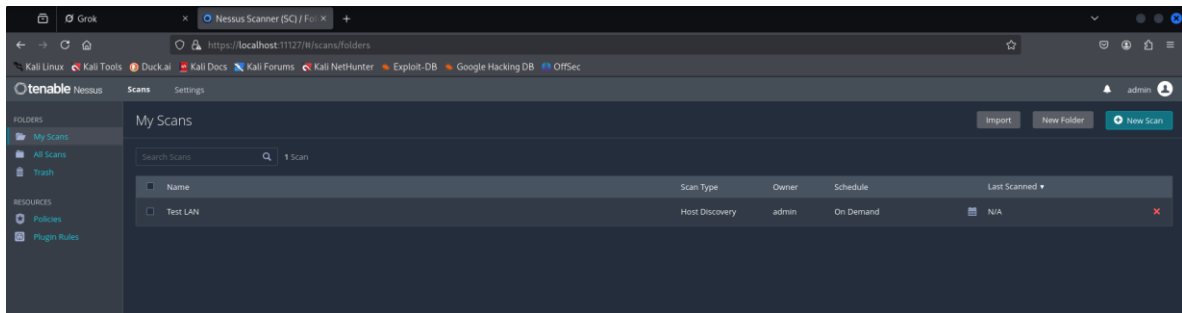 Grok
Nessus Scanner (SC) / Fol
https://localhost:11127/#/scans/folders
Kali Linux Kali Tools Duck.ai Kali Docs Kali Forums Kali NetHunter Exploit-DB Google Hacking DB OffSec
tenable Nessus Scans Settings admin
FOLDERS
My Scans
All Scans
Trash
RESOURCES
Policies
Plugin Rules
My Scans Import New Folder New Scan
Search Scans 1 Scan
Name Scan Type Owner Schedule Last Scanned
Test LAN Host Discovery admin On Demand N/A